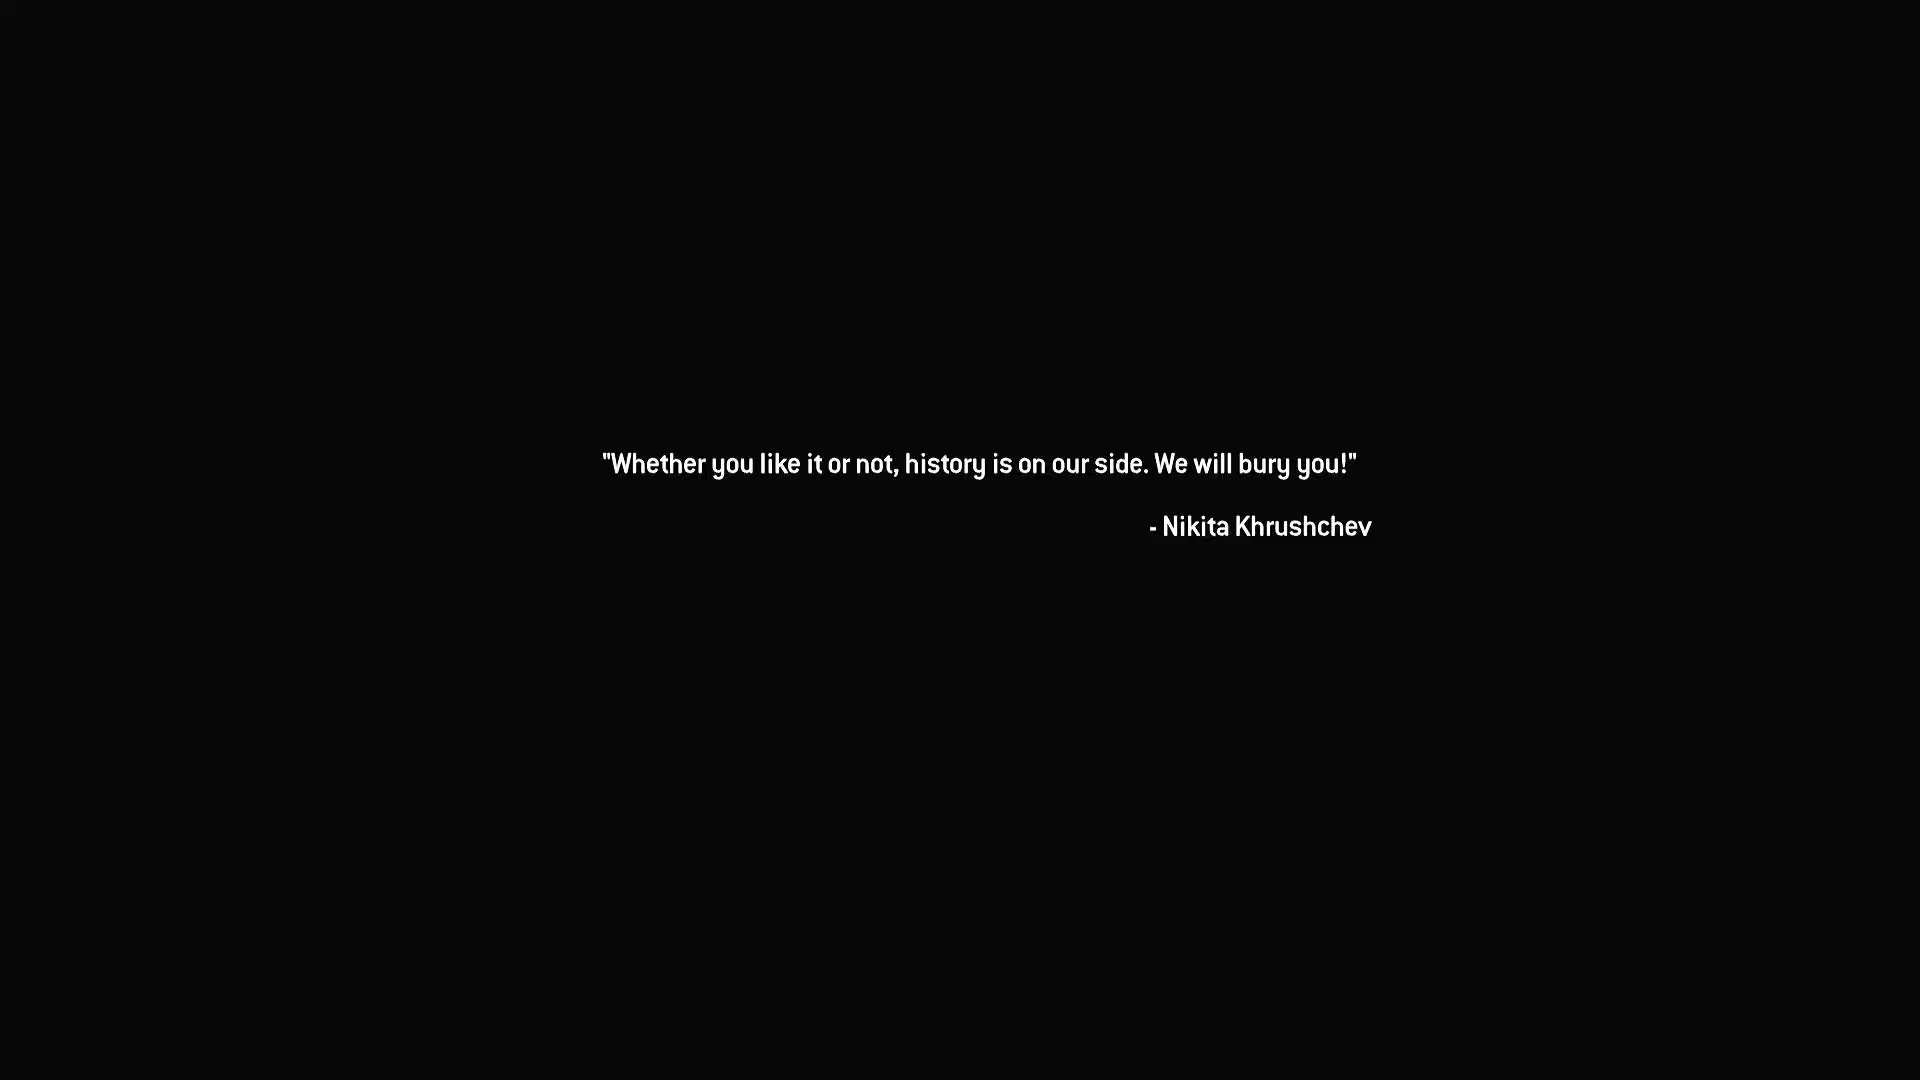 "Whether you like it or not, history is on our side. We will bury you!"
- Nikita Khrushchev